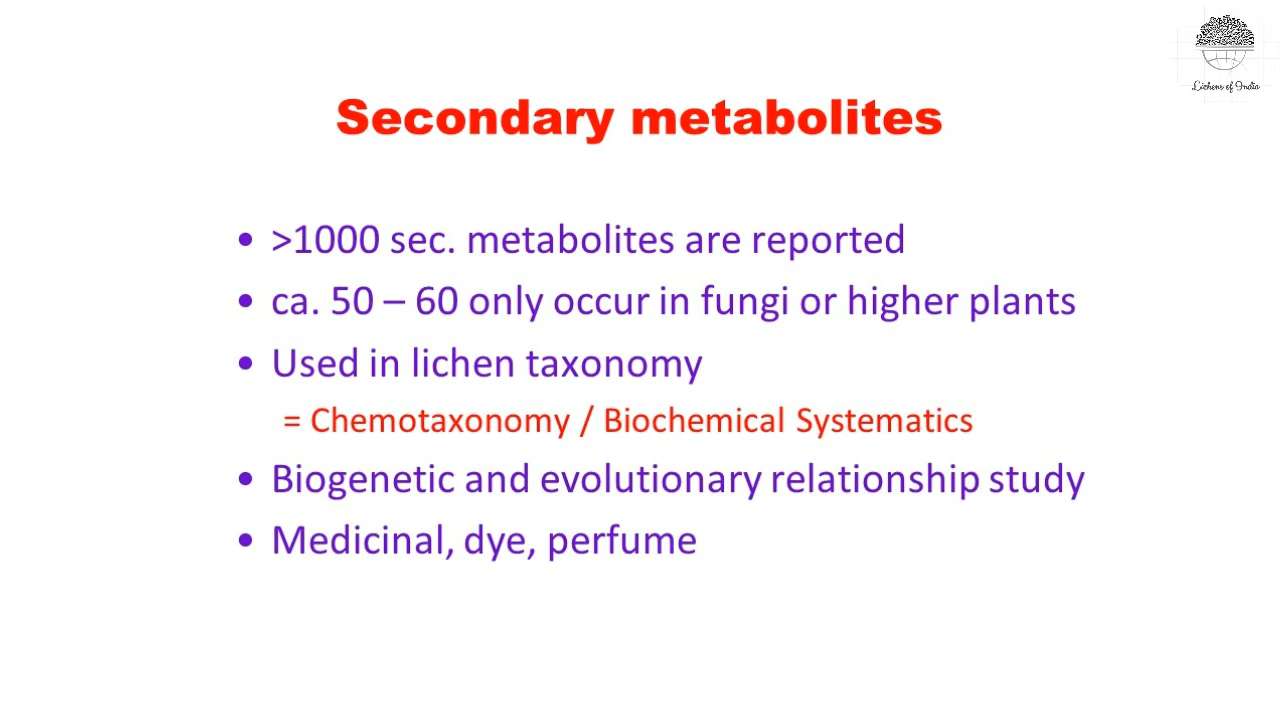 Lichens of India
Secondary metabolites
• >1000 sec. metabolites are reported
• ca. 50 – 60 only occur in fungi or higher plants
• Used in lichen taxonomy
= Chemotaxonomy / Biochemical Systematics
• Biogenetic and evolutionary relationship study
• Medicinal, dye, perfume